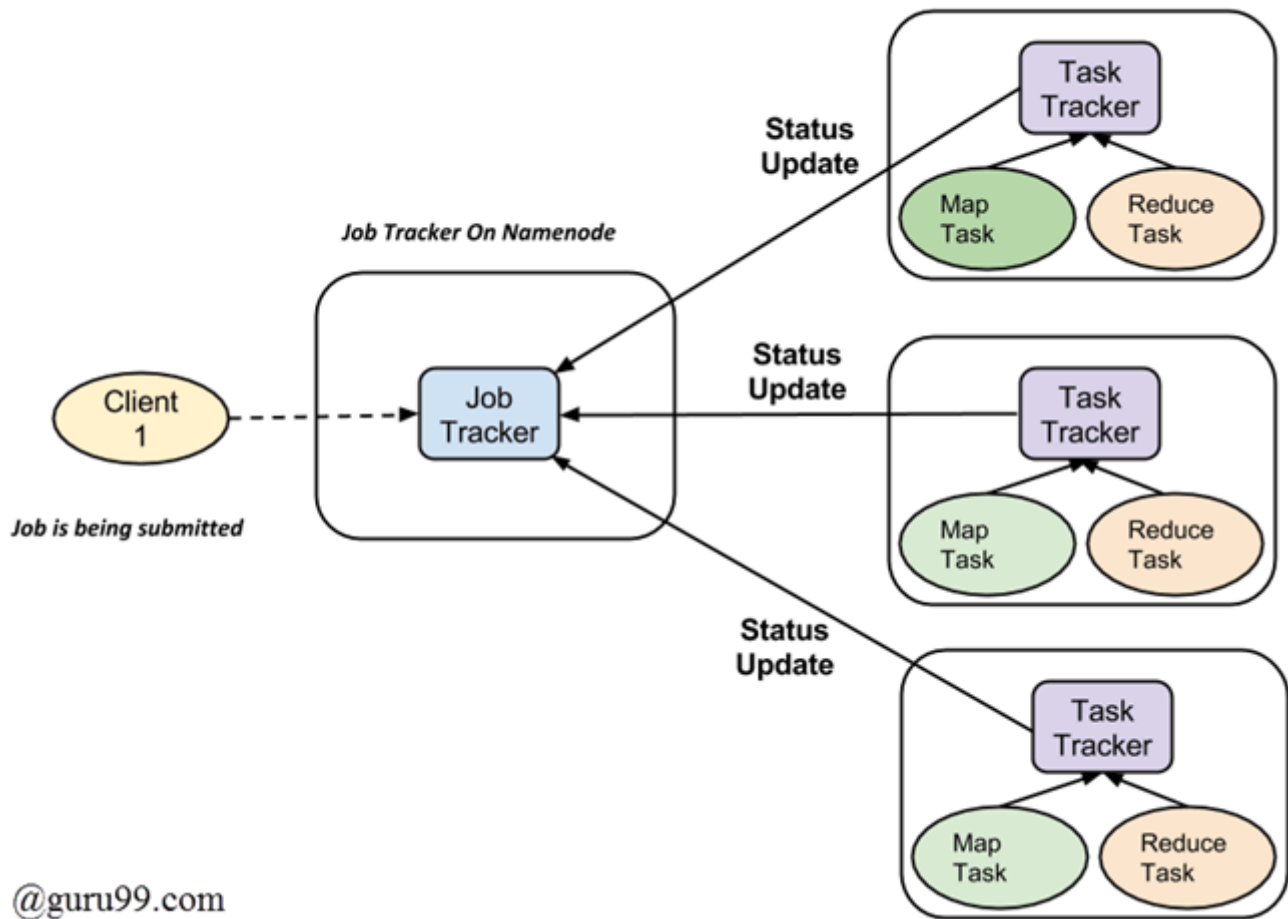 Task
Tracker
Status
Update
Map
Task
Reduce
Task
Job Tracker On Namenode
Status
Update
Client
1
Job
Tracker
Task
Tracker
Job is being submitted
Map
Task
Reduce
Task
Status
Update
Task
Tracker
Map
Task
Reduce
Task
@guru99.com